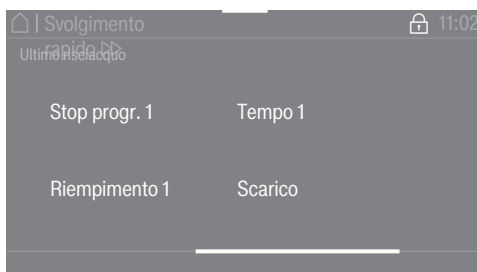 Svolgimento 11:02
rapido
Ultimo risciacquo
Stop progr. 1 Tempo 1
Riempimento 1 Scarico